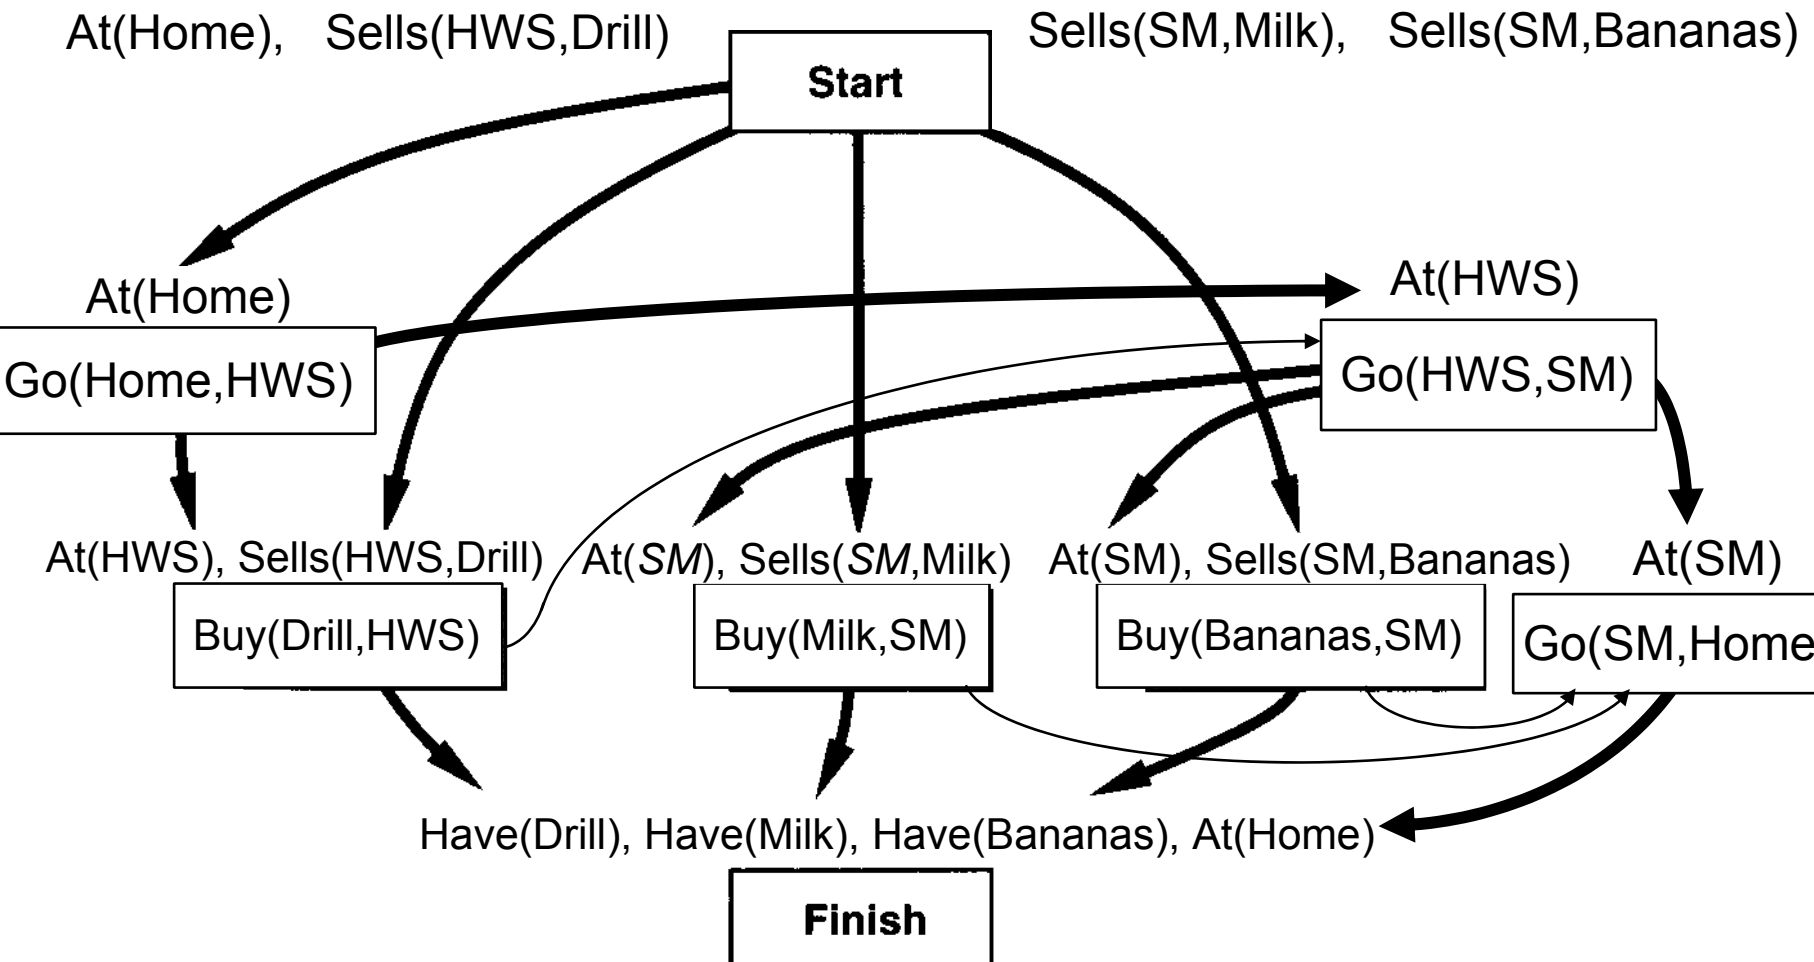 At(Home), Sells(HWS,Drill)
Sells(SM,Milk), Sells(SM,Bananas)
Start
At(Home)
At(HWS)
Go(Home,HWS)
Go(HWS,SM)
At(HWS), Sells(HWS,Drill)
At(SM), Sells(SM,Milk)
At(SM), Sells(SM,Bananas)
At(SM)
Buy(Drill,HWS)
Buy(Milk,SM)
Buy(Bananas,SM)
Go(SM,Home
Have(Drill), Have(Milk), Have(Bananas), At(Home)
Finish